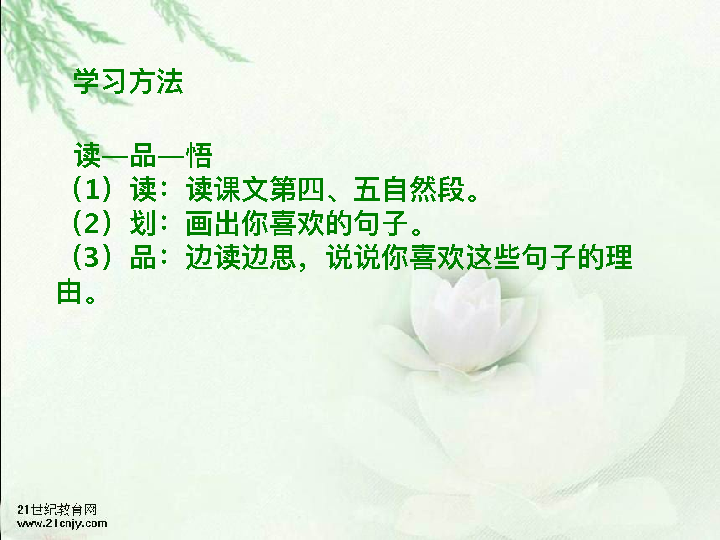 学习方法
读—品—悟
（1）读：读课文第四、五自然段。
（2）划：画出你喜欢的句子。
（3）品：边读边思，说说你喜欢这些句子的理
由。
21世纪教育网
www.21cnjy.com